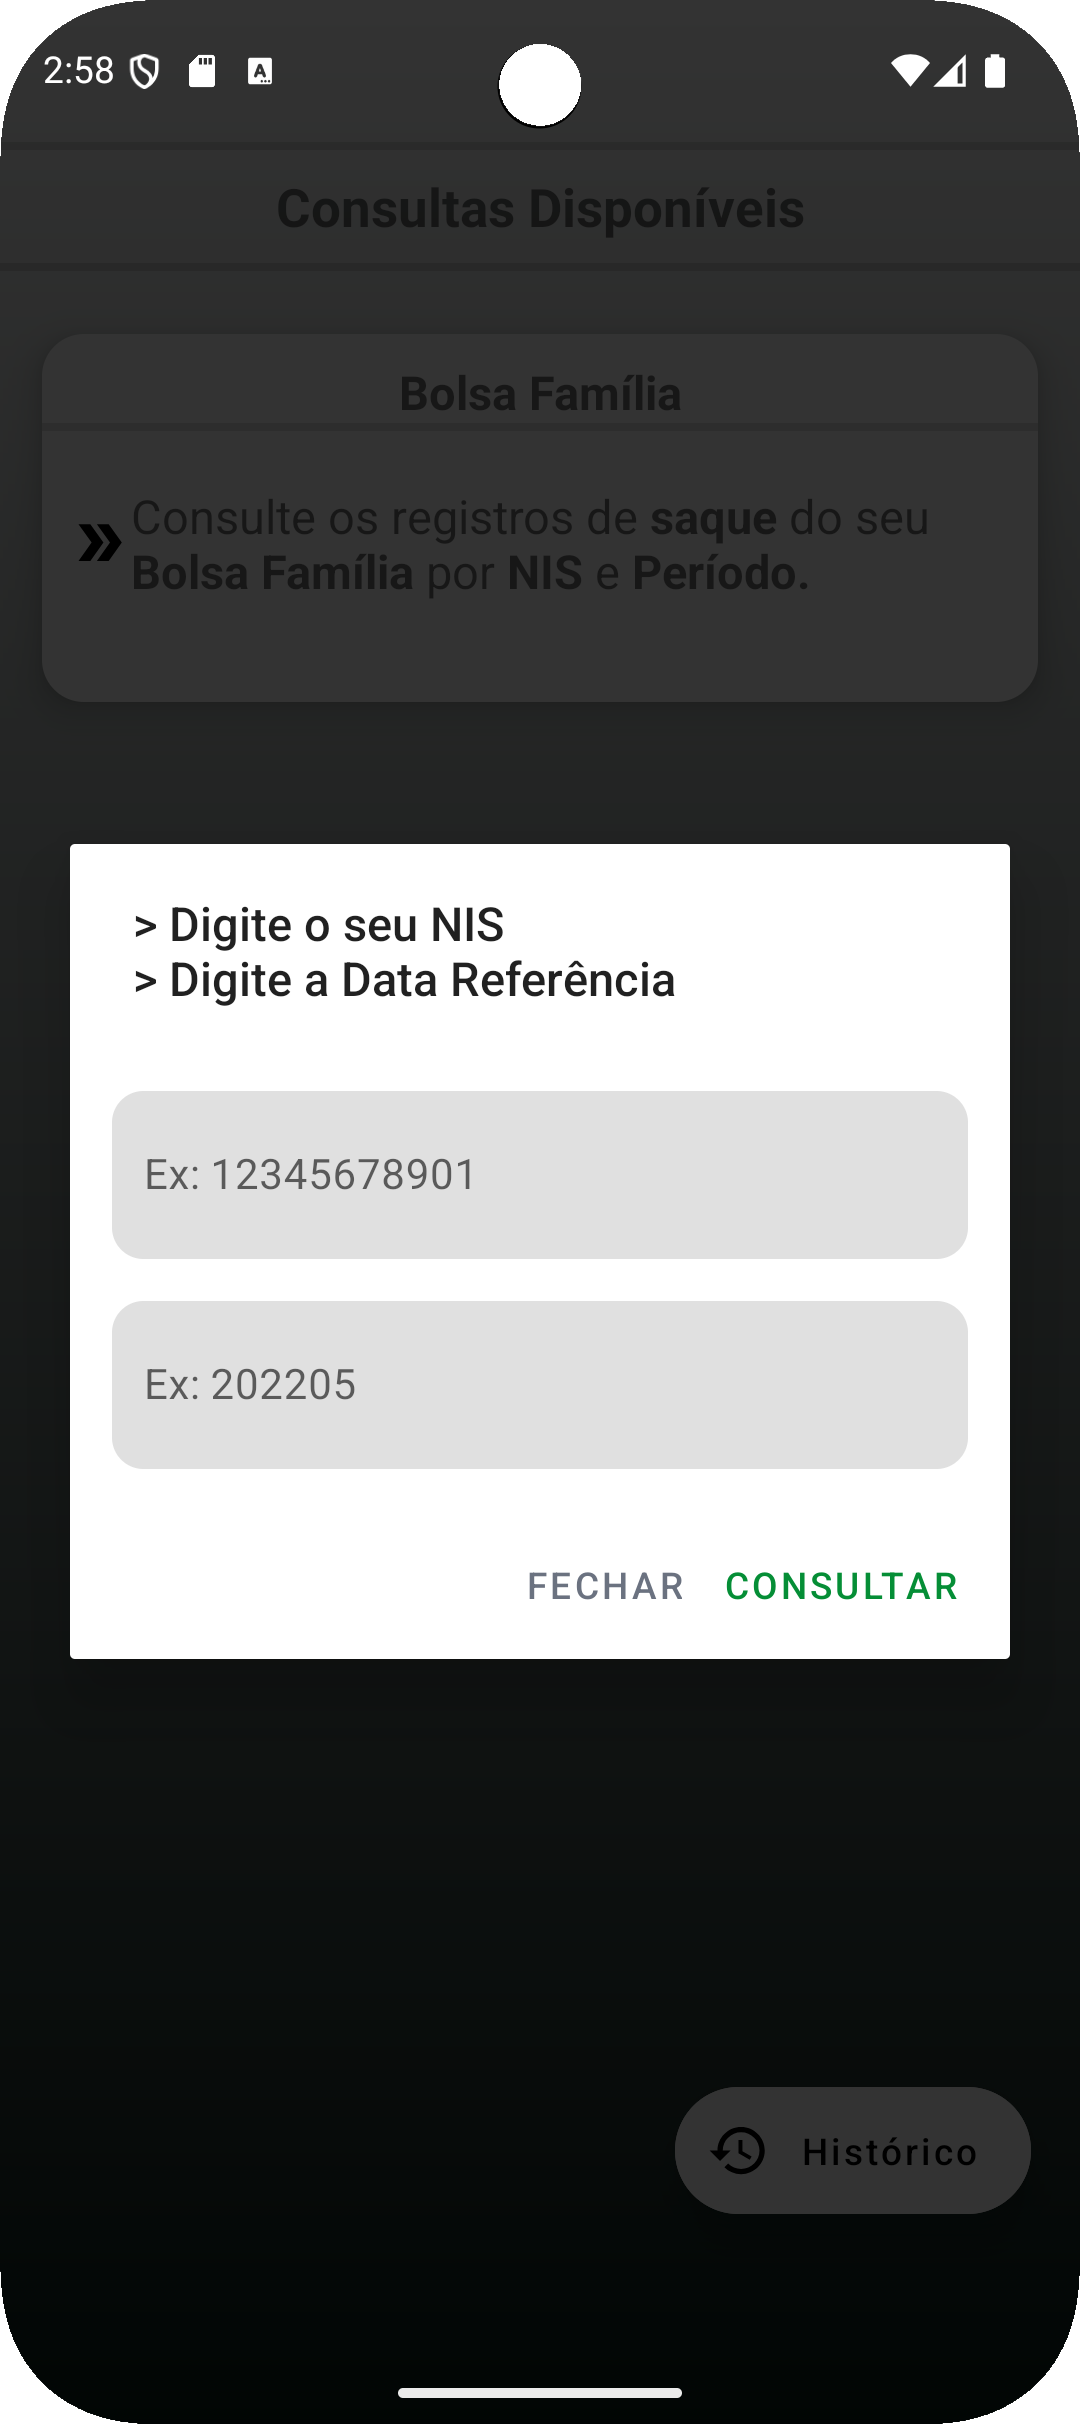 2:58
Consultas Disponíveis
Bolsa Família
Consulte os registros de saque do seu
Bolsa Família por NIS e Período.
> Digite o seu NIS
> Digite a Data Referência
Ex: 12345678901
Ex: 202205
FECHAR CONSULTAR
Histórico